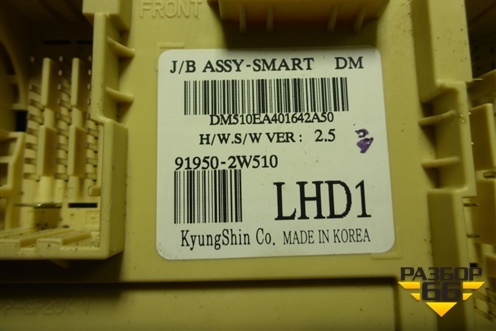 FRONT
J/B ASSY-SMART DM
DM510EA401642A50
H/W.S/W VER: 2.5
91950-2W510
LHD1
KyungShin Co. MADE IN KOREA
РАЗБОР
66